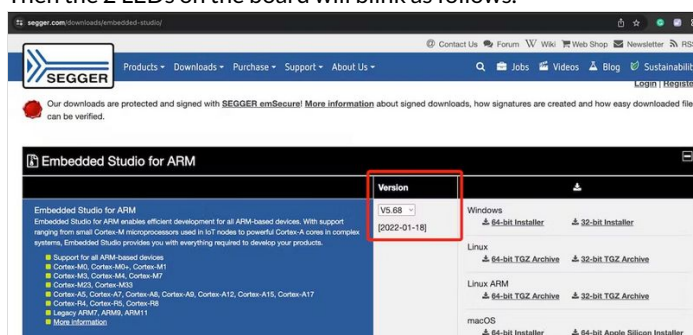 Then the 2 LEDs on the board will blink as follows.
segger.com/downloads/embedded-studio/
@ Contact Us Forum W Wiki Web Shop Newsletter RSS
SEGGER
Products Downloads Purchase Support About Us
Jobs Videos Blog Sustainabilit
Login | Registe
Our downloads are protected and signed with SEGGER emSecure! More information about signed downloads, how signatures are created and how easy downloaded file
can be verified.
Embedded Studio for ARM
Version
Embedded Studio for ARM
Embedded Studio for ARM enables efficient development for all ARM-based devices. With support
ranging from small Cortex-M microprocessors used in IoT nodes to powerful Cortex-A cores in complex
systems, Embedded Studio provides you with everything required to develop your products.
Support for all ARM-based devices
Cortex-M0, Cortex-M0+, Cortex-M1
Cortex-M3, Cortex-M4, Cortex-M7
Cortex-M23, Cortex-M33
Cortex-A5, Cortex-A7, Cortex-A8, Cortex-A9, Cortex-A12, Cortex-A15, Cortex-A17
Cortex-R4, Cortex-R5, Cortex-R8
Legacy ARM7, ARM9, ARM11
More information
V5.68
[2022-01-18]
Windows
64-bit Installer 32-bit Installer
Linux
64-bit TGZ Archive 32-bit TGZ Archive
Linux ARM
64-bit TGZ Archive 32-bit TGZ Archive
macOS
64-bit Installer 64-bit Apple Silicon Installer